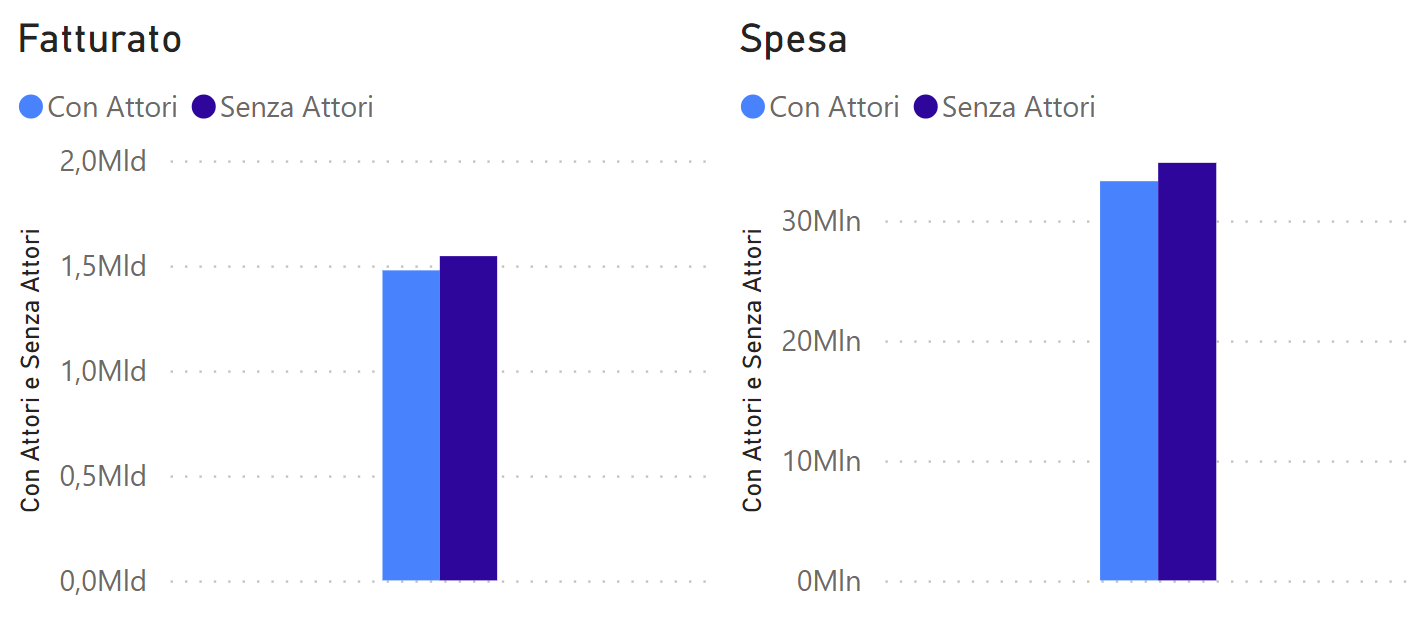 Fatturato
Con Attori Senza Attori
2,0Mld
1,5Mld
1,0Mld
0,5Mld
0,0Mld
Con Attori e Senza Attori
Spesa
Con Attori Senza Attori
30Mln
20Mln
10Mln
0Mln
Con Attori e Senza Attori